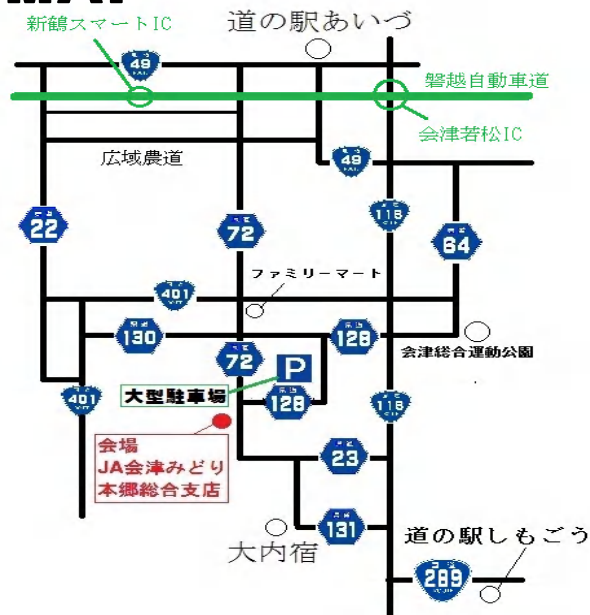 新鶴スマートIC
道の駅あいづ
49
磐越自動車道
会津若松IC
広域農道
49
22
72
118
64
ファミリーマート
401
県道
130
県道
128
会津総合運動公園
72
P
大型駐車場
128
401
118
会場
JA会津みどり
本郷総合支店
23
131
大内宿
道の駅しもごう
289